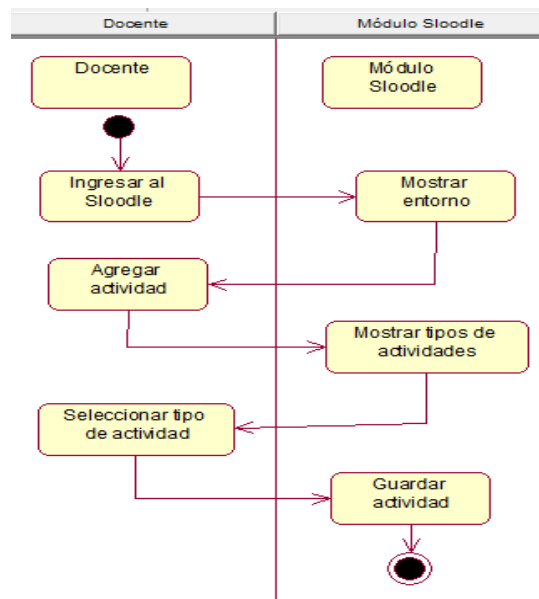 Docente
Módulo Sloodle
Docente
Módulo
Sloodle
Ingresar al
Sloodle
Mostrar
entorno
Agregar
actividad
Mostrar tipos de
actividades
Seleccionar tipo
de actividad
Guardar
actividad